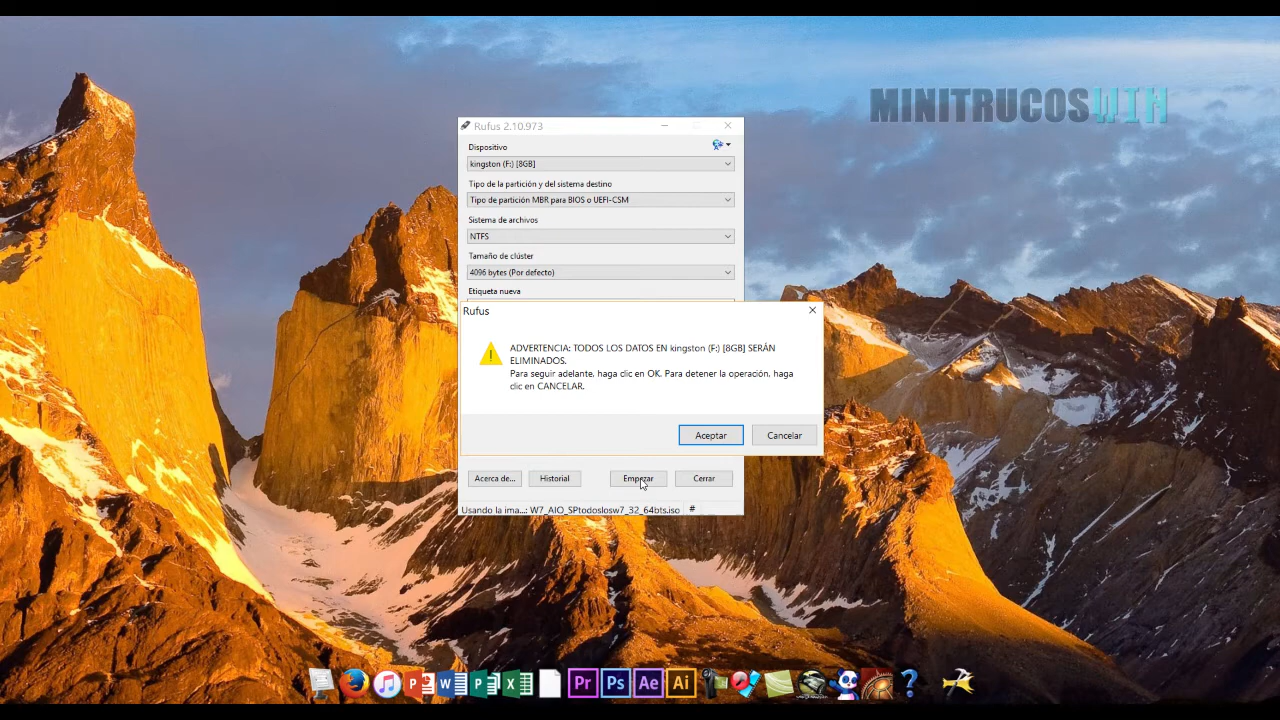 MINITRUCOSWIN
Rufus 2.10.973
Dispositivo
kingston (F:) [8GB]
Tipo de la partición y del sistema destino
Tipo de partición MBR para BIOS o UEFI-CSM
Sistema de archivos
NTFS
Tamaño de clúster
4096 bytes (Por defecto)
Etiqueta nueva
Rufus
ADVERTENCIA: TODOS LOS DATOS EN kingston (F:) [8GB] SERÁN
ELIMINADOS.
Para seguir adelante, haga clic en OK. Para detener la operación, haga
clic en CANCELAR.
Aceptar Cancelar
Acerca de... Historial Empezar Cerrar
Usando la ima...: W7_AIO_SPtodoslosw7_32_64bts.iso #
P W P X Pr Ps Ae Ai ?